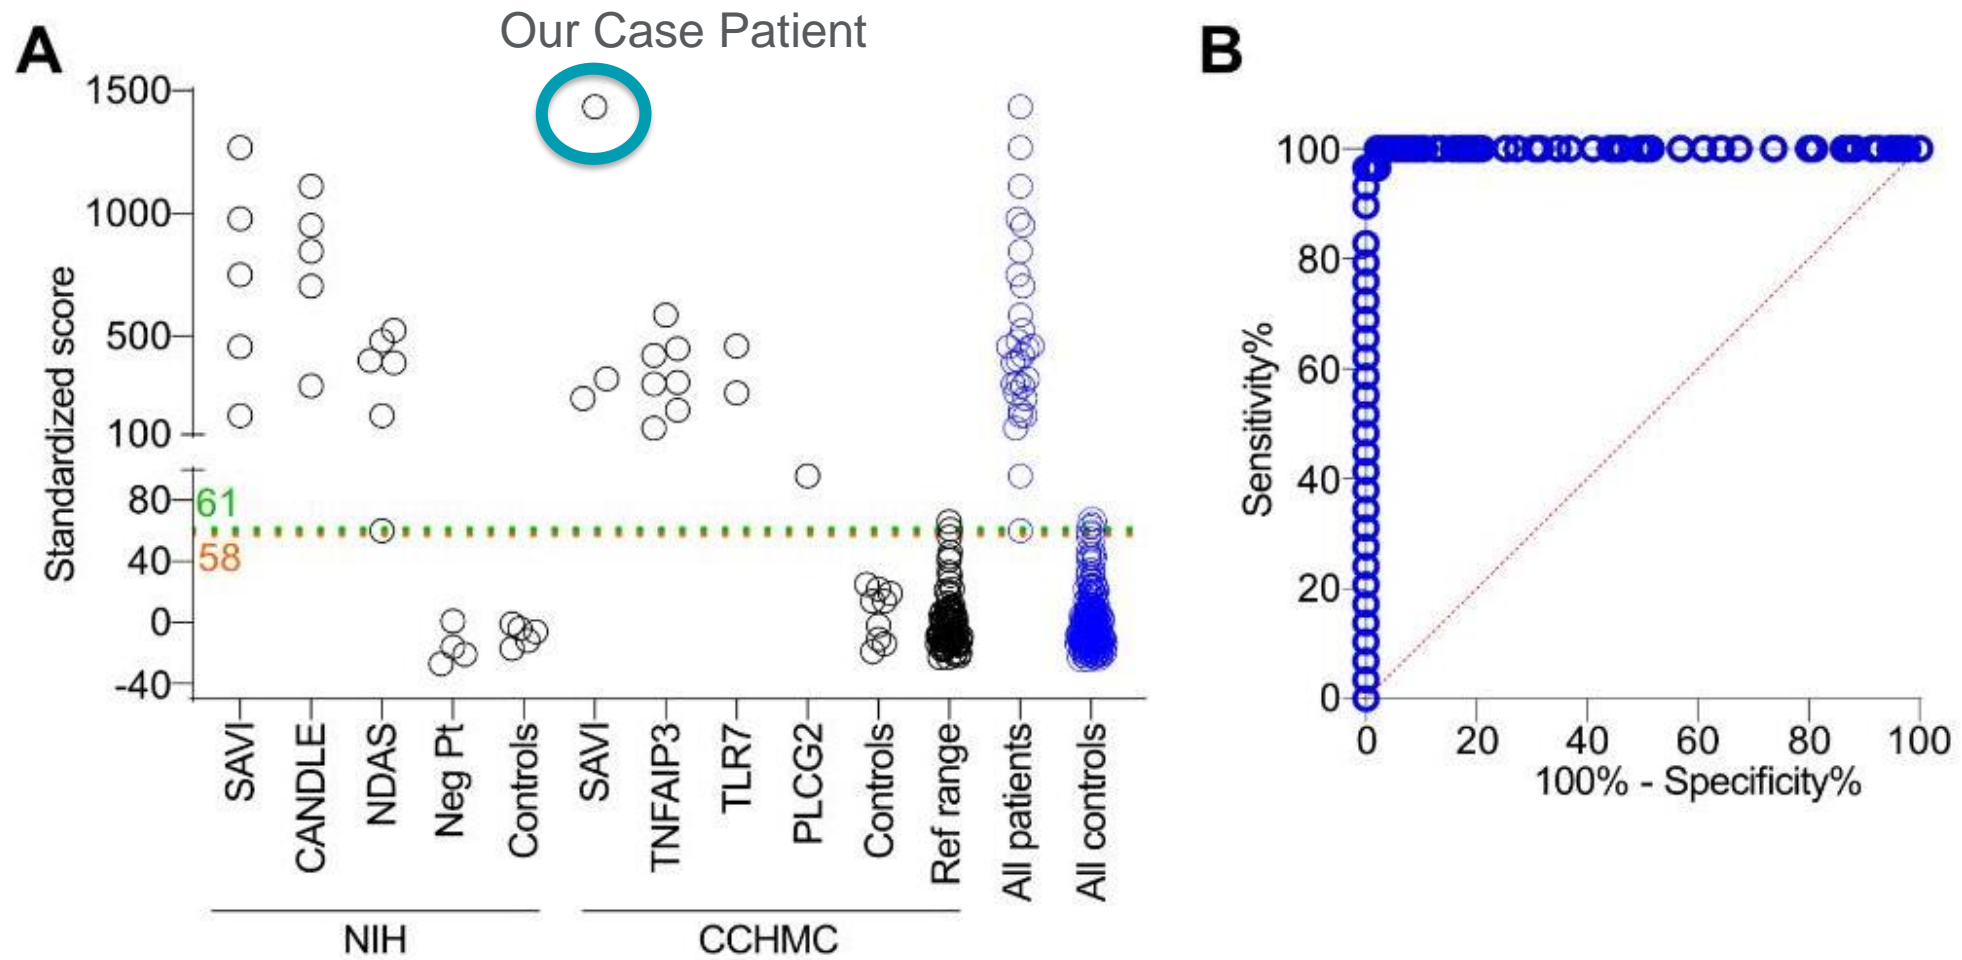 Our Case Patient
A
Standardized score
1500
1000
500
100
80
61
58
40
0
-40
SAVI
CANDLE
NDAS
Neg Pt
Controls
SAVI
TNFAIP3
TLR7
PLCG2
Controls
Ref range
All patients
All controls
NIH
CCHMC
B
Sensitivity%
100
80
60
40
20
0
0 20 40 60 80 100
100% - Specificity%